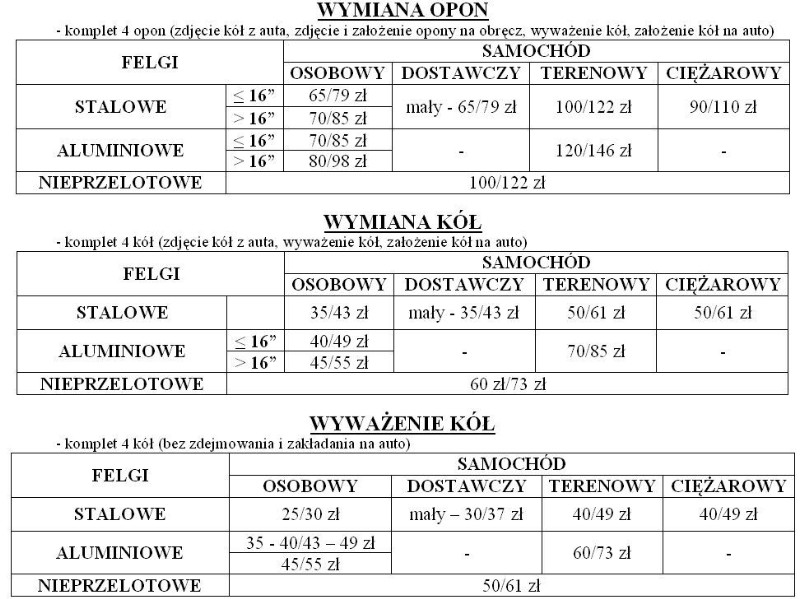 WYMIANA OPON
- komplet 4 opon (zdjęcie kół z auta, zdjęcie i założenie opony na obręcz, wyważenie kół, założenie kół na auto)
FELGI SAMOCHÓD
OSOBOWY DOSTAWCZY TERENOWY CIĘŻAROWY
STALOWE ≤ 16” 65/79 zł mały - 65/79 zł 100/122 zł 90/110 zł
> 16” 70/85 zł
ALUMINIOWE ≤ 16” 70/85 zł - 120/146 zł -
> 16” 80/98 zł
NIEPRZELOTOWE 100/122 zł
WYMIANA KÓŁ
- komplet 4 kół (zdjęcie kół z auta, wyważenie kół, założenie kół na auto)
FELGI SAMOCHÓD
OSOBOWY DOSTAWCZY TERENOWY CIĘŻAROWY
STALOWE 35/43 zł mały - 35/43 zł 50/61 zł 50/61 zł
ALUMINIOWE ≤ 16” 40/49 zł - 70/85 zł -
> 16” 45/55 zł
NIEPRZELOTOWE 60 zł/73 zł
WYWAŻENIE KÓŁ
- komplet 4 kół (bez zdejmowania i zakładania na auto)
FELGI SAMOCHÓD
OSOBOWY DOSTAWCZY TERENOWY CIĘŻAROWY
STALOWE 25/30 zł mały – 30/37 zł 40/49 zł 40/49 zł
ALUMINIOWE 35 - 40/43 – 49 zł - 60/73 zł -
45/55 zł
NIEPRZELOTOWE 50/61 zł